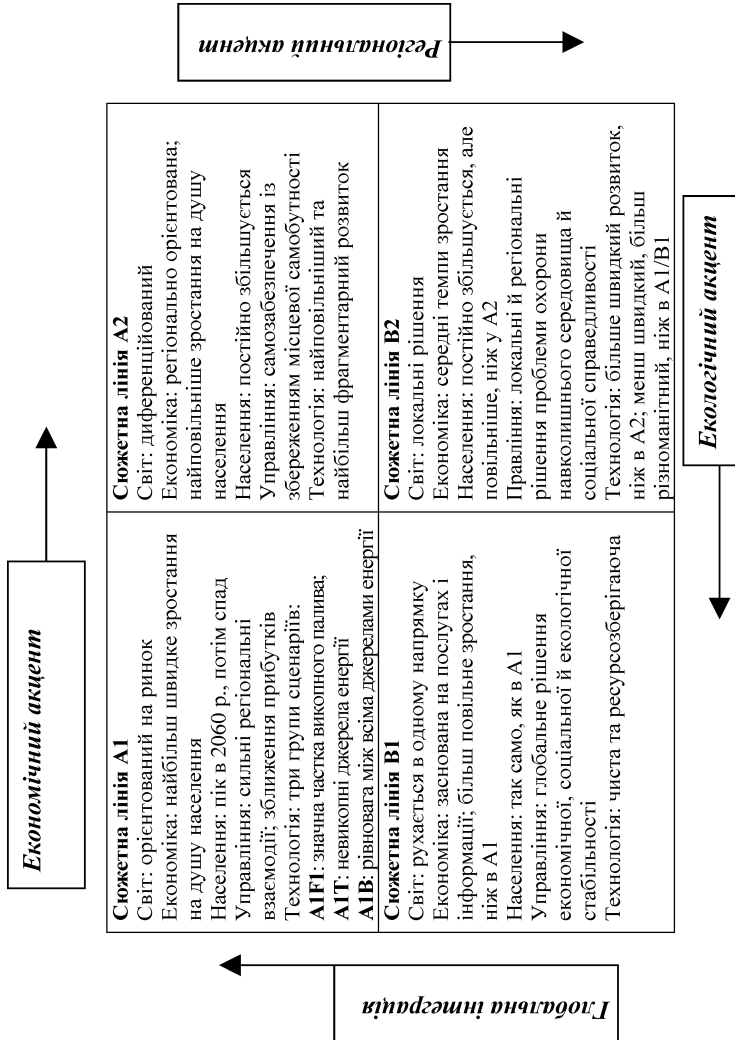 Економічний акцент
Регіональний акцент
Сюжетна лінія А1
Світ: орієнтований на ринок
Економіка: найбільш швидке зростання
на душу населення
Населення: пік в 2060 р., потім спад
Управління: сильні регіональні
взаємодії; зближення прибутків
Технологія: три групи сценаріїв:
A1F1: значна частка викопного палива;
A1T: невикопні джерела енергії
A1B: рівновага між всіма джерелами енергії
Сюжетна лінія А2
Світ: диференційований
Економіка: регіонально орієнтована;
найповільніше зростання на душу
населення
Населення: постійно збільшується
Управління: самозабезпечення із
збереженням місцевої самобутності
Технологія: найповільніший та
найбільш фрагментарний розвиток
Сюжетна лінія В1
Світ: рухається в одному напрямку
Економіка: заснована на послугах і
інформації; більш повільне зростання,
ніж в А1
Населення: так само, як в А1
Управління: глобальне рішення
економічної, соціальної й екологічної
стабільності
Технологія: чиста та ресурсозберігаюча
Сюжетна лінія В2
Світ: локальні рішення
Економіка: середні темпи зростання
Населення: постійно збільшується, але
повільніше, ніж у А2
Правління: локальні й регіональні
рішення проблеми охорони
навколишнього середовища й
соціальної справедливості
Технологія: більше швидкий розвиток,
ніж в А2; менш швидкий, більш
різноманітний, ніж в А1/В1
Глобальна інтеграція
Екологічний акцент